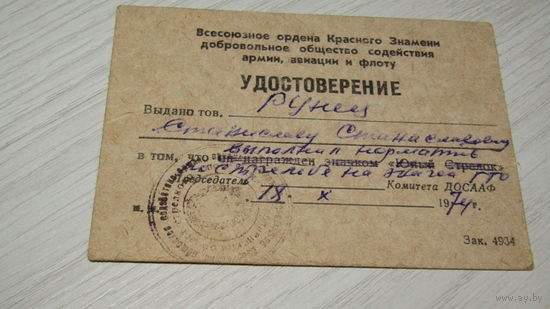 Всесоюзное ордена Красного Знамени
добровольное общество содействия
армии, авиации и флоту
УДОСТОВЕРЕНИЕ
Выдано тов. Рунец
Станиславу Станиславовичу
выполнил норматив
в том, что он награжден значком «Юный Стрелок»
по стрельбе на значок ГТО
председатель Комитета ДОСААФ
18 X 1974г.
Зак. 4934
www.ay.by